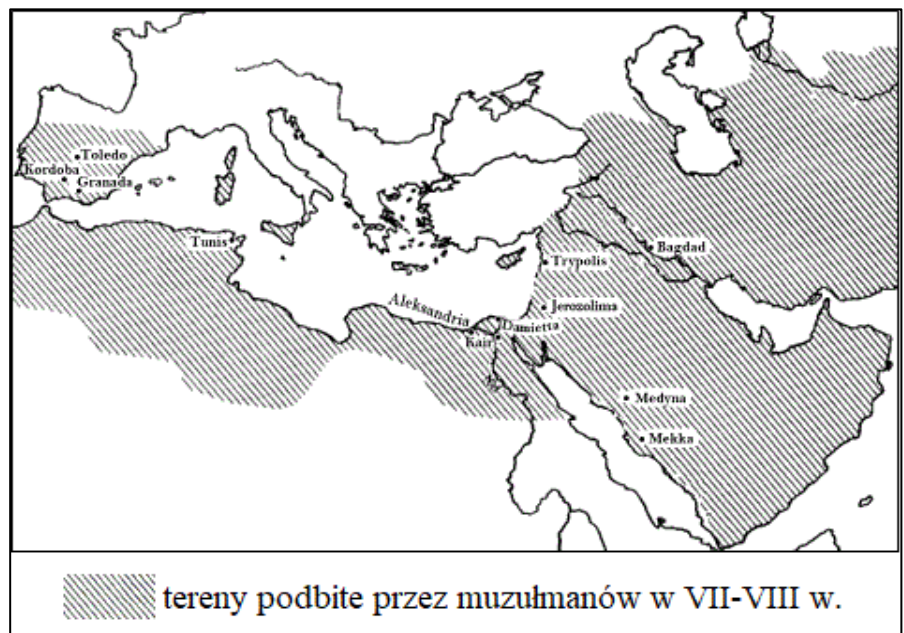 Toledo
Kordoba
Granada
Tunis
Bagdad
Trypolis
Aleksandria
Jerozolima
Damietta
Kair
Medyna
Mekka
tereny podbite przez muzułmanów w VII-VIII w.